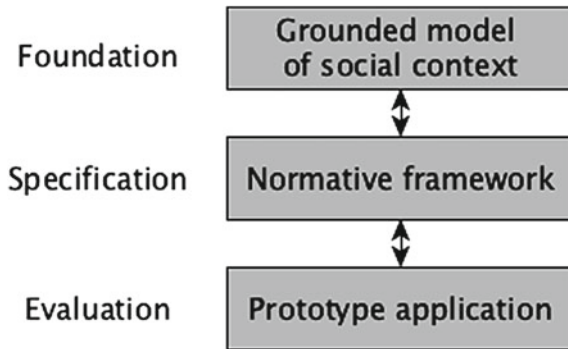 Foundation
Grounded model
of social context
Specification
Normative framework
Evaluation
Prototype application